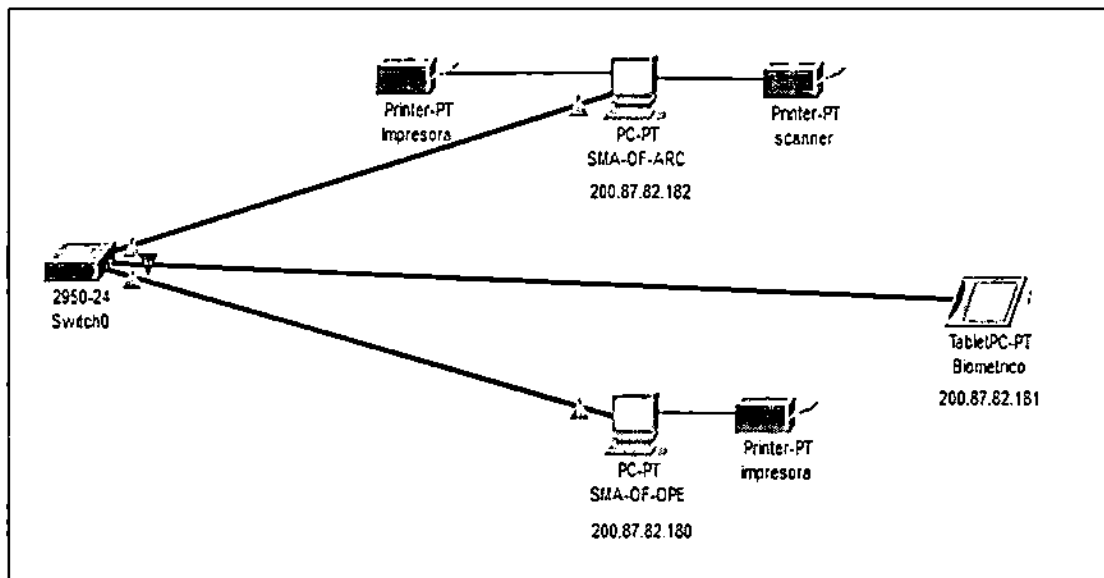 Printer-PT
Impresora
PC-PT
SMA-OF-ARC
200.87.82.182
Printer-PT
scanner
2950-24
Switch0
TabletPC-PT
Biometrico
200.87.82.181
PC-PT
SMA-OF-OPE
200.87.82.180
Printer-PT
impresora